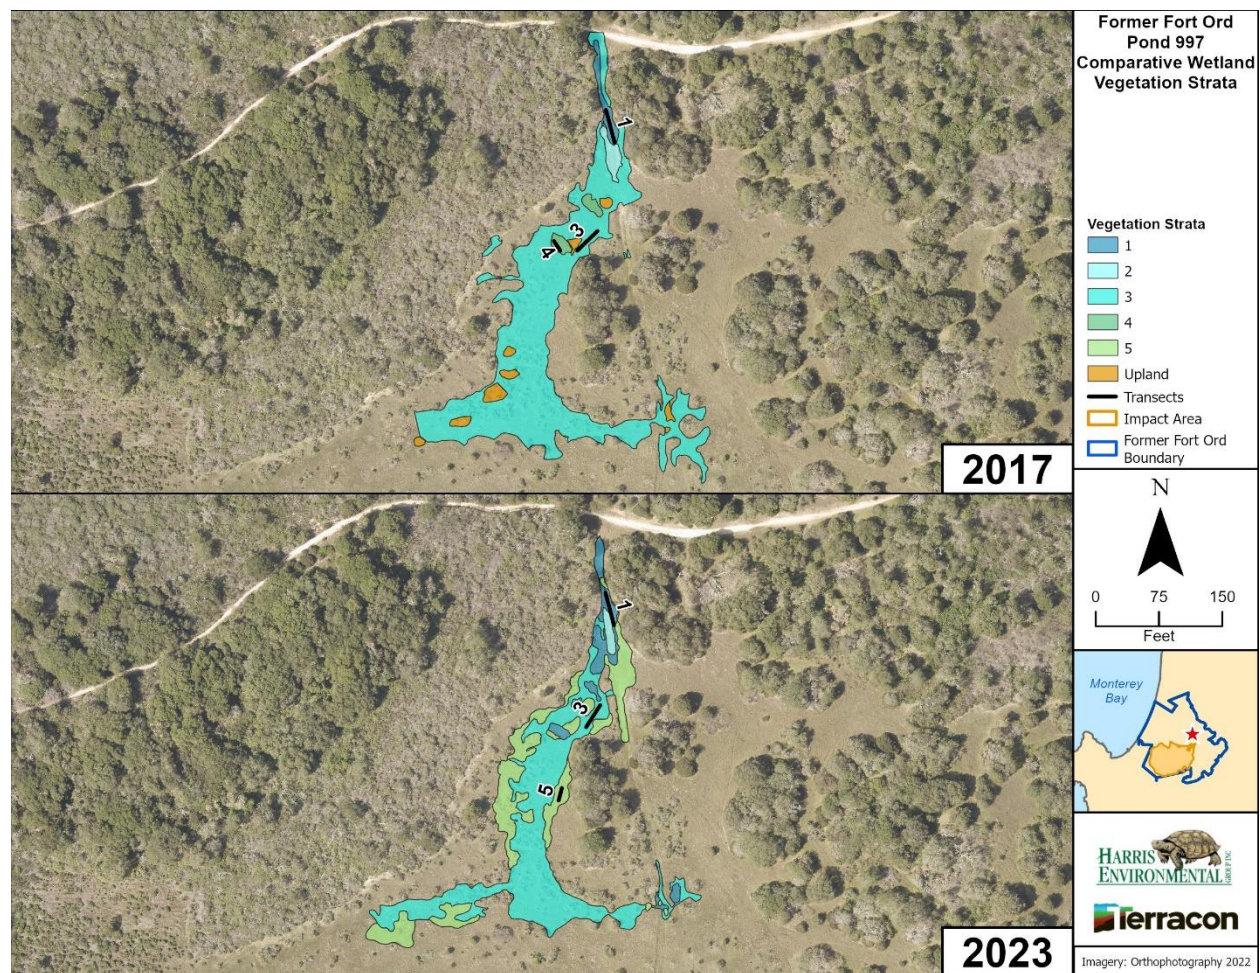 Former Fort Ord
Pond 997
Comparative Wetland
Vegetation Strata
1
3
4
2017
Vegetation Strata
1
2
3
4
5
Upland
Transects
Impact Area
Former Fort Ord
Boundary
1
3
5
2023
N
0 75 150
Feet
Monterey
Bay
HARRIS
ENVIRONMENTAL
GROUP INC
Terracon
Imagery: Orthophotography 2022